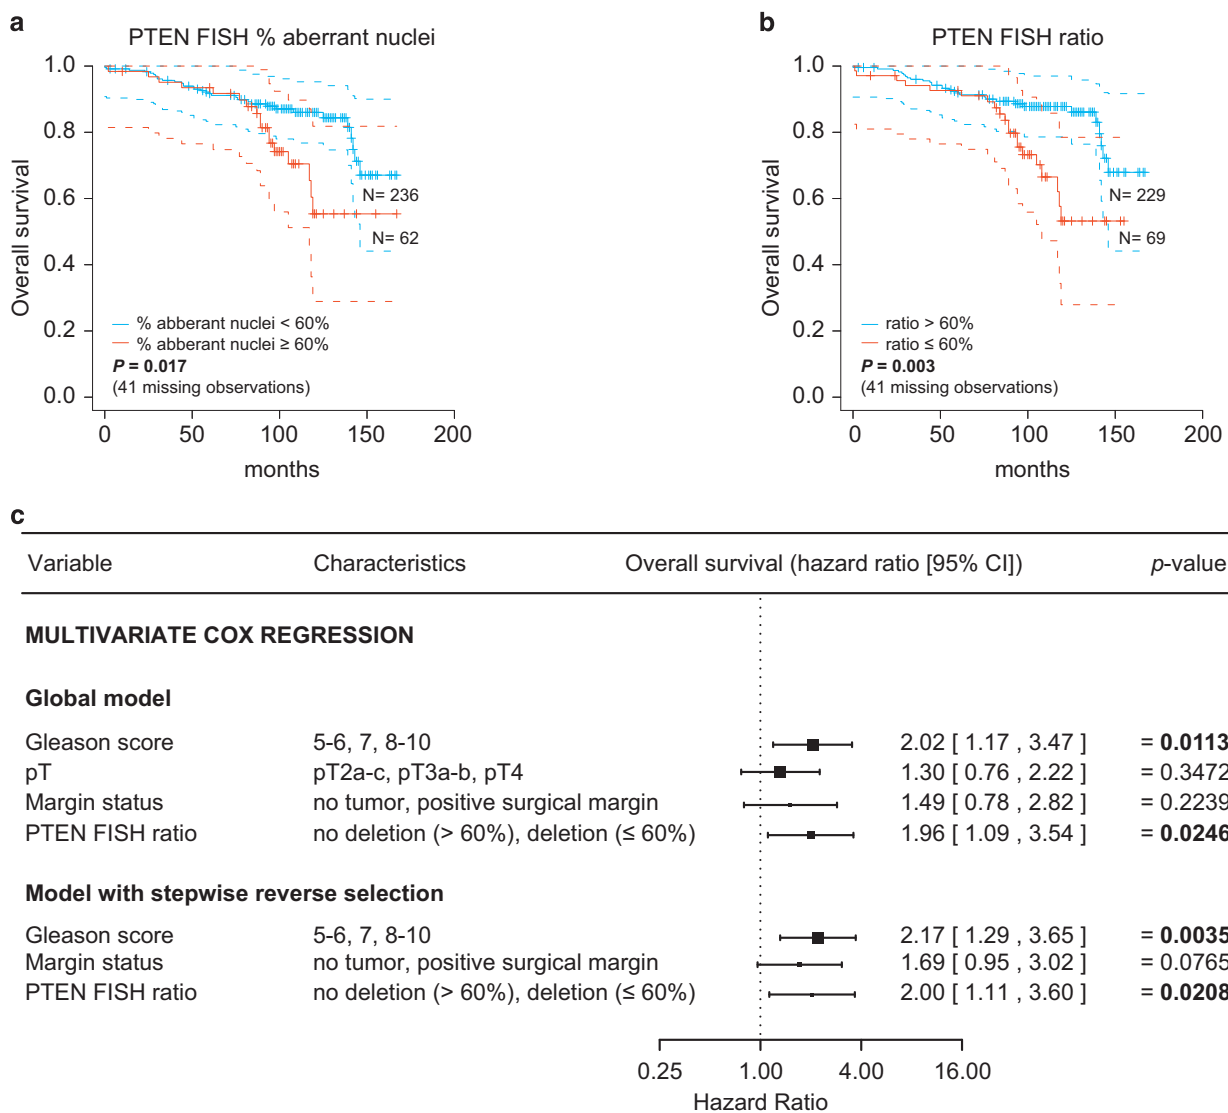 a
PTEN FISH % aberrant nuclei
1.0
0.8
0.6
0.4
0.2
0.0
Overall survival
N= 236
N= 62
% abberant nuclei < 60%
% aberrant nuclei ≥ 60%
P = 0.017
(41 missing observations)
0 50 100 150 200
months
b
PTEN FISH ratio
1.0
0.8
0.6
0.4
0.2
0.0
Overall survival
N= 229
N= 69
ratio > 60%
ratio ≤ 60%
P = 0.003
(41 missing observations)
0 50 100 150 200
months
c
Variable Characteristics Overall survival (hazard ratio [95% CI]) p-value
MULTIVARIATE COX REGRESSION
Global model
Gleason score 5-6, 7, 8-10 2.02 [ 1.17 , 3.47 ] = 0.0113
pT pT2a-c, pT3a-b, pT4 1.30 [ 0.76 , 2.22 ] = 0.3472
Margin status no tumor, positive surgical margin 1.49 [ 0.78 , 2.82 ] = 0.2239
PTEN FISH ratio no deletion (> 60%), deletion (≤ 60%) 1.96 [ 1.09 , 3.54 ] = 0.0246
Model with stepwise reverse selection
Gleason score 5-6, 7, 8-10 2.17 [ 1.29 , 3.65 ] = 0.0035
Margin status no tumor, positive surgical margin 1.69 [ 0.95 , 3.02 ] = 0.0765
PTEN FISH ratio no deletion (> 60%), deletion (≤ 60%) 2.00 [ 1.11 , 3.60 ] = 0.0208
0.25 1.00 4.00 16.00
Hazard Ratio